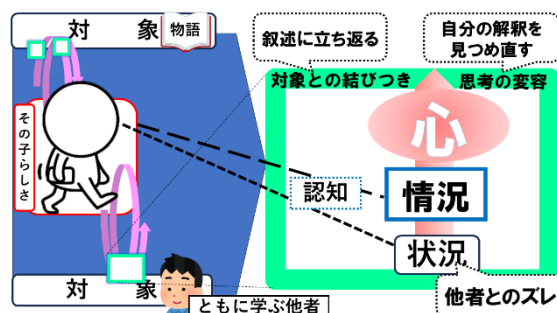 対象
物語
その子らしさ
対象
ともに学ぶ他者
叙述に立ち返る
自分の解釈を
見つめ直す
対象との結びつき
思考の変容
心
認知
情況
状況
他者とのズレ